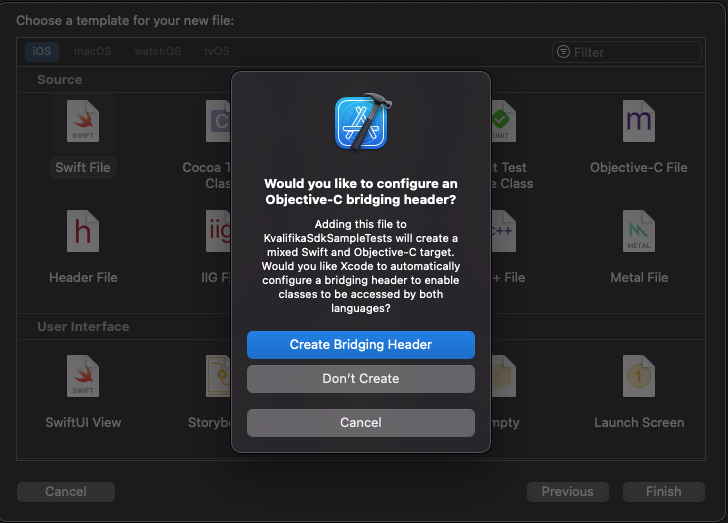 Choose a template for your new file:
iOS
macOS
watchOS
tvOS
Filter
Source
SWIFT
C
UNIT
m
Swift File
Cocoa T
Clas
t Test
e Class
Objective-C File
h
iig
c++
METAL
Header File
IIG F
+ File
Metal File
User Interface
SWIFT
1
SwiftUI View
Storyb
mpty
Launch Screen
Would you like to configure an
Objective-C bridging header?
Adding this file to
KvalifikaSdkSampleTests will create a
mixed Swift and Objective-C target.
Would you like Xcode to automatically
configure a bridging header to enable
classes to be accessed by both
languages?
Create Bridging Header
Don't Create
Cancel
Cancel
Previous
Finish